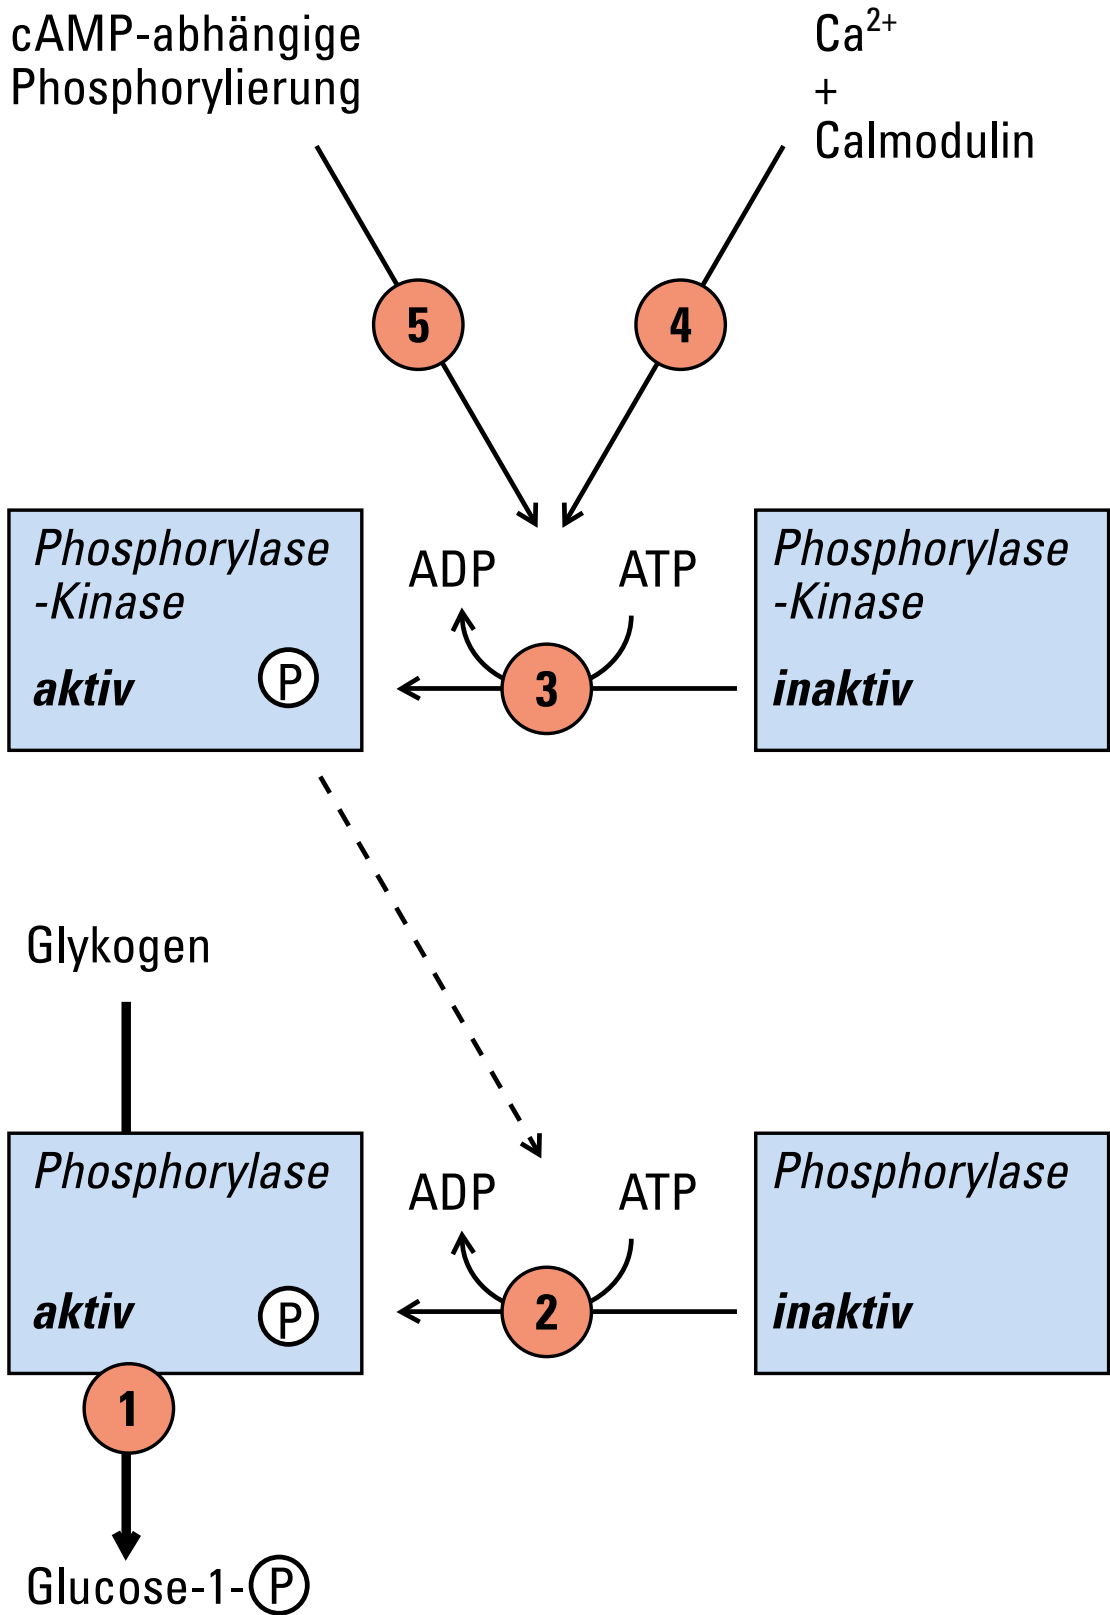 cAMP-abhängige
Phosphorylierung
Ca²⁺
+
Calmodulin
5
4
Phosphorylase
-Kinase
aktiv
P
ADP
ATP
3
Phosphorylase
-Kinase
inaktiv
Glykogen
Phosphorylase
aktiv
P
ADP
ATP
2
Phosphorylase
inaktiv
1
Glucose-1-P